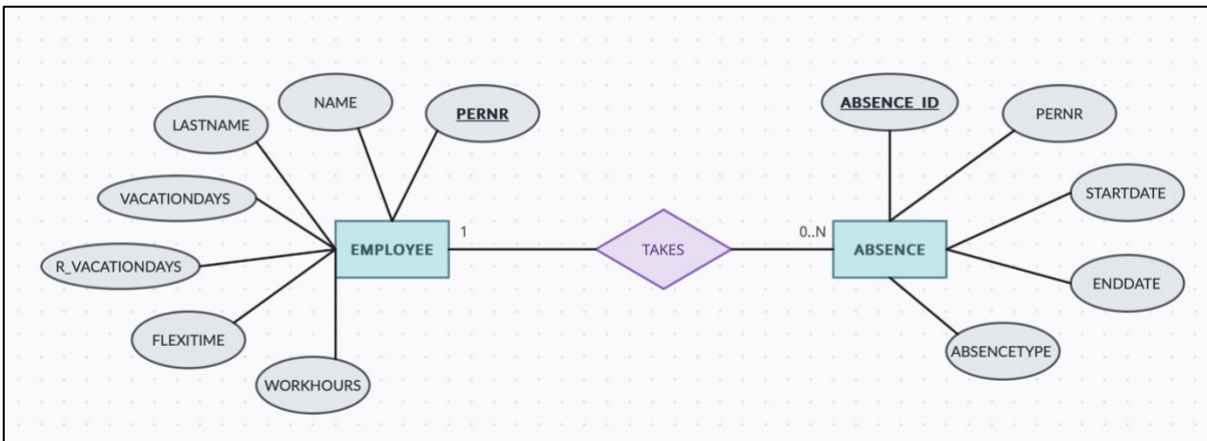 NAME
PERNR
LASTNAME
VACATIONDAYS
R_VACATIONDAYS
FLEXITIME
WORKHOURS
EMPLOYEE
1
TAKES
0..N
ABSENCE
ABSENCE_ID
PERNR
STARTDATE
ENDDATE
ABSENCETYPE